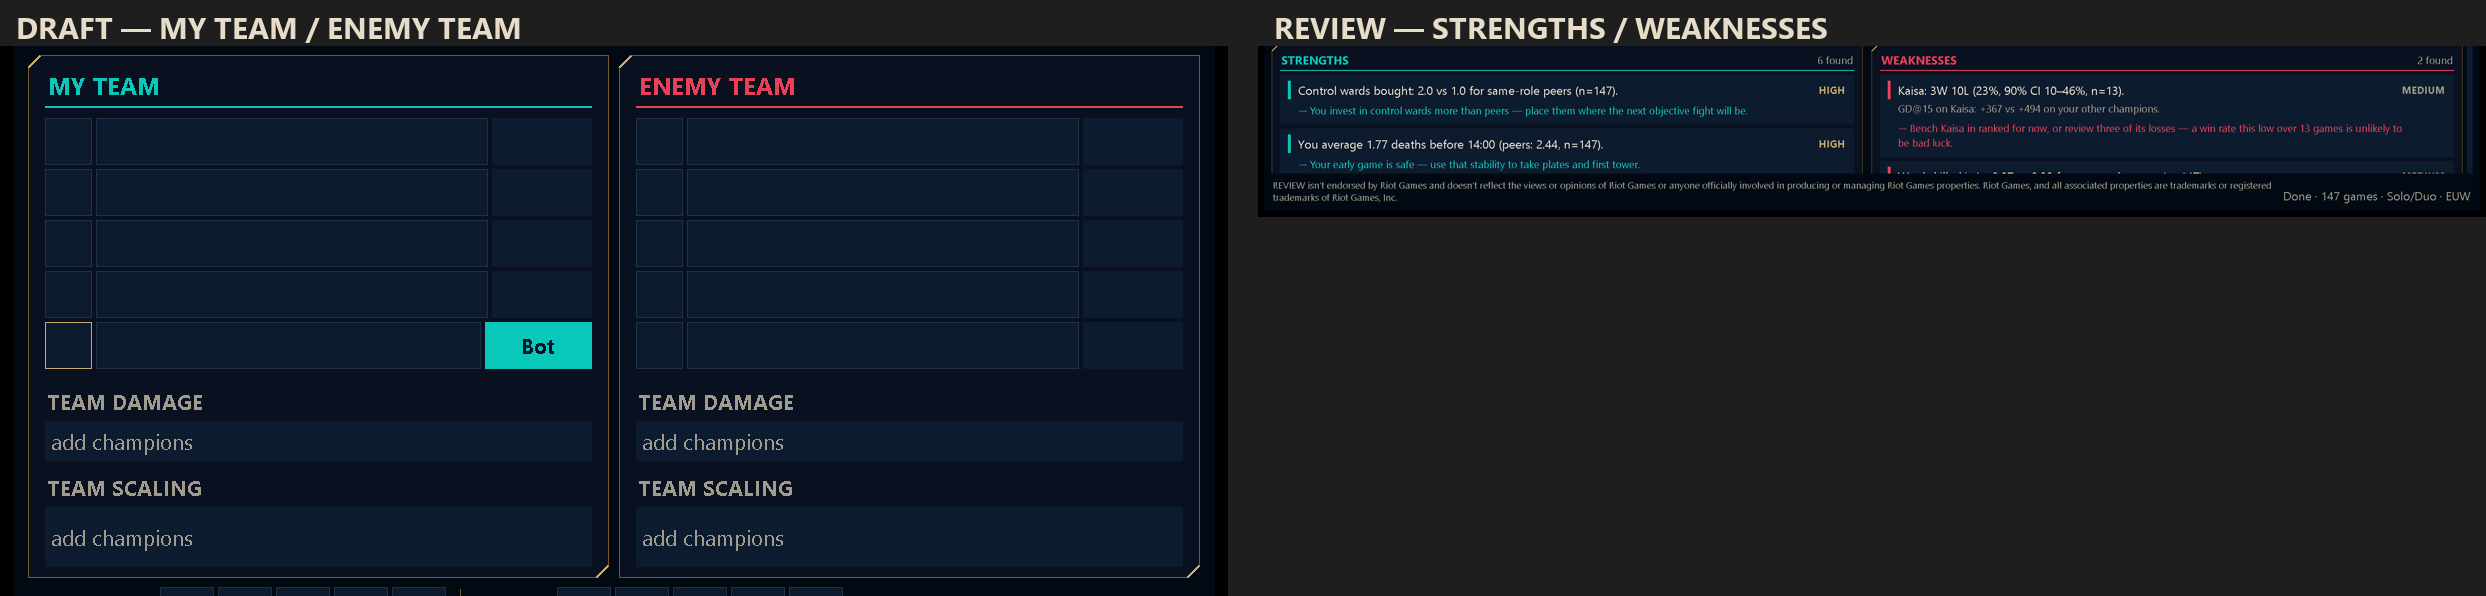 DRAFT — MY TEAM / ENEMY TEAM
MY TEAM
Bot
TEAM DAMAGE
add champions
TEAM SCALING
add champions
ENEMY TEAM
TEAM DAMAGE
add champions
TEAM SCALING
add champions
REVIEW — STRENGTHS / WEAKNESSES
STRENGTHS 6 found
Control wards bought: 2.0 vs 1.0 for same-role peers (n=147). HIGH
→ You invest in control wards more than peers — place them where the next objective fight will be.
You average 1.77 deaths before 14:00 (peers: 2.44, n=147). HIGH
→ Your early game is safe — use that stability to take plates and first tower.
WEAKNESSES 2 found
Kaisa: 3W 10L (23%, 90% CI 10–46%, n=13). MEDIUM
GD@15 on Kaisa: +367 vs +494 on your other champions.
→ Bench Kaisa in ranked for now, or review three of its losses — a win rate this low over 13 games is unlikely to
be bad luck.
REVIEW isn't endorsed by Riot Games and doesn't reflect the views or opinions of Riot Games or anyone officially involved in producing or managing Riot Games properties. Riot Games, and all associated properties are trademarks or registered
trademarks of Riot Games, Inc.
Done · 147 games · Solo/Duo · EUW